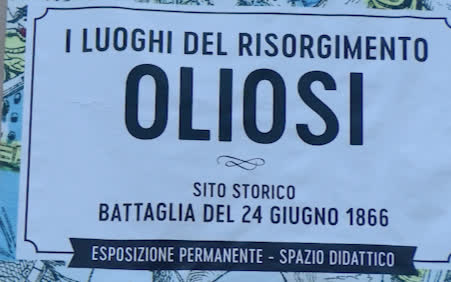 I LUOGHI DEL RISORGIMENTO
OLIOSI
SITO STORICO
BATTAGLIA DEL 24 GIUGNO 1866
ESPOSIZIONE PERMANENTE - SPAZIO DIDATTICO